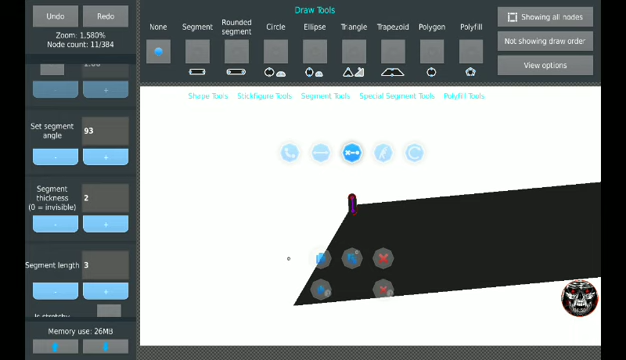 Undo
Redo
Zoom: 1,580%
Node count: 11/384
Set segment angle
93
-
+
Segment thickness (0 = invisible)
2
-
+
Segment length
3
-
+
Is stretchy
Memory use: 26MB
Draw Tools
None
Segment
Rounded segment
Circle
Ellipse
Triangle
Trapezoid
Polygon
Polyfill
Showing all nodes
Not showing draw order
View options
Shape Tools
Stickfigure Tools
Segment Tools
Special Segment Tools
Polyfill Tools